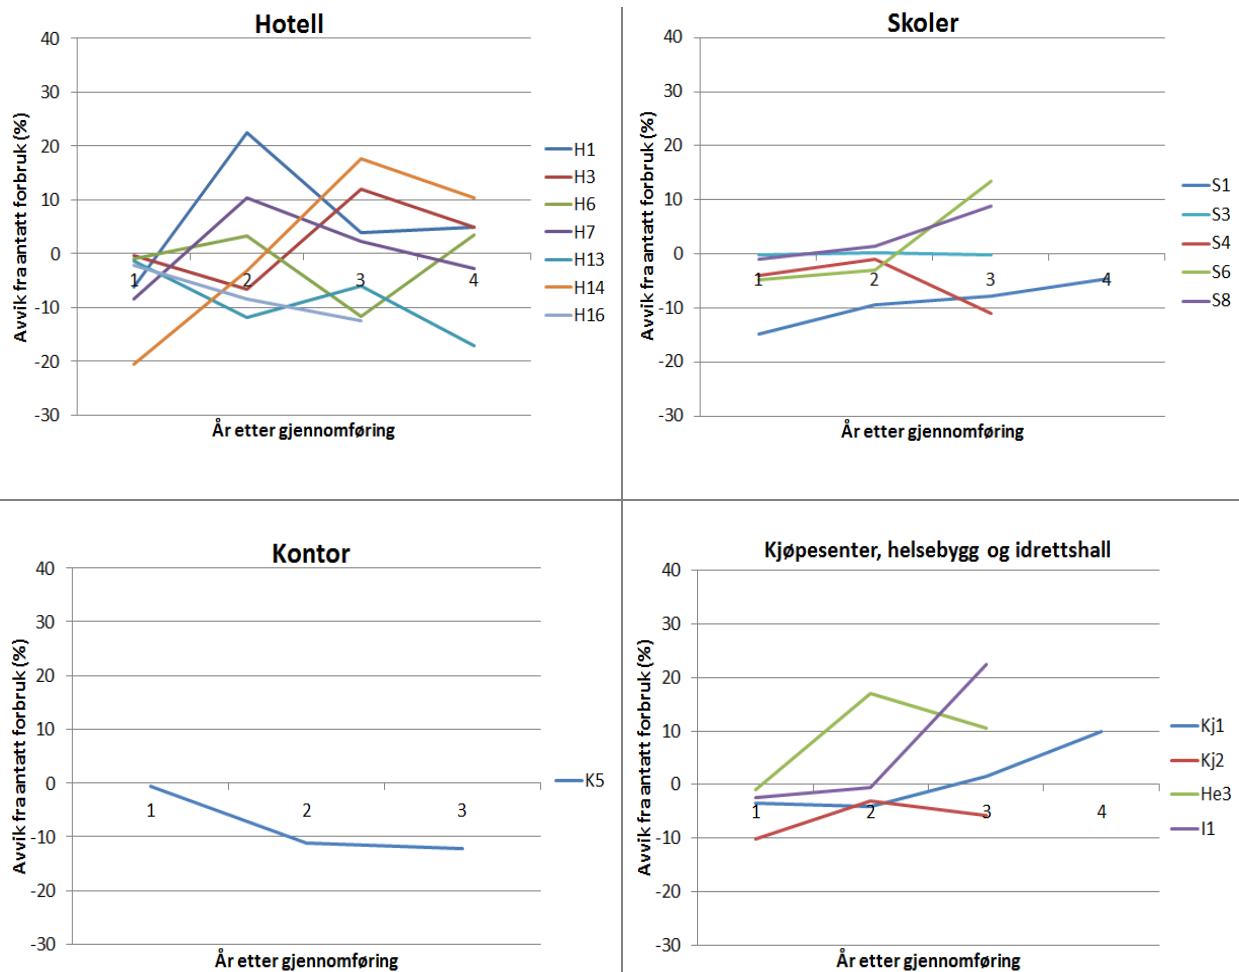 Hotell
40
30
20
10
0
-10
-20
-30
Avvik fra antatt forbruk (%)
1
2
3
4
År etter gjennomføring
H1
H3
H6
H7
H13
H14
H16
Skoler
40
30
20
10
0
-10
-20
-30
Avvik fra antatt forbruk (%)
1
2
3
4
År etter gjennomføring
S1
S3
S4
S6
S8
Kontor
40
30
20
10
0
-10
-20
-30
Avvik fra antatt forbruk (%)
1
2
3
År etter gjennomføring
K5
Kjøpesenter, helsebygg og idrettshall
40
30
20
10
0
-10
-20
-30
Avvik fra antatt forbruk (%)
1
2
3
4
År etter gjennomføring
Kj1
Kj2
He3
I1